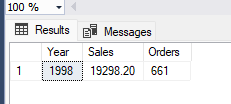 100 %
Results Messages
Year Sales Orders
1 1998 19298.20 661